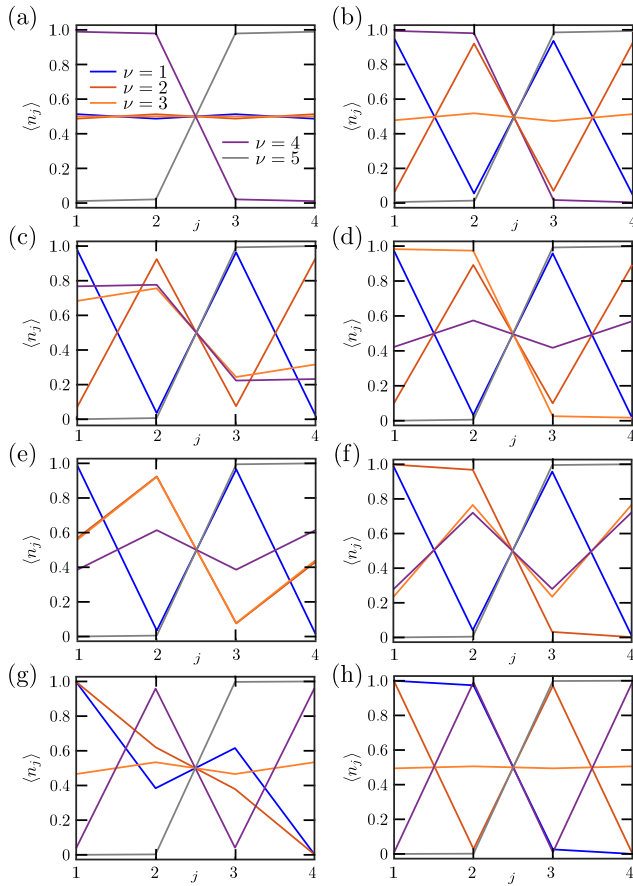 (a) (b)
1.0 1.0
0.8 ν = 1 0.8
ν = 2
0.6 ν = 3 0.6
⟨n_j⟩ ⟨n_j⟩
0.4 ν = 4 0.4
ν = 5
0.2 0.2
0 0
1 2 j 3 4 1 2 j 3 4
(c) (d)
1.0 1.0
0.8 0.8
0.6 0.6
⟨n_j⟩ ⟨n_j⟩
0.4 0.4
0.2 0.2
0 0
1 2 j 3 4 1 2 j 3 4
(e) (f)
1.0 1.0
0.8 0.8
0.6 0.6
⟨n_j⟩ ⟨n_j⟩
0.4 0.4
0.2 0.2
0 0
1 2 j 3 4 1 2 j 3 4
(g) (h)
1.0 1.0
0.8 0.8
0.6 0.6
⟨n_j⟩ ⟨n_j⟩
0.4 0.4
0.2 0.2
0 0
1 2 j 3 4 1 2 j 3 4